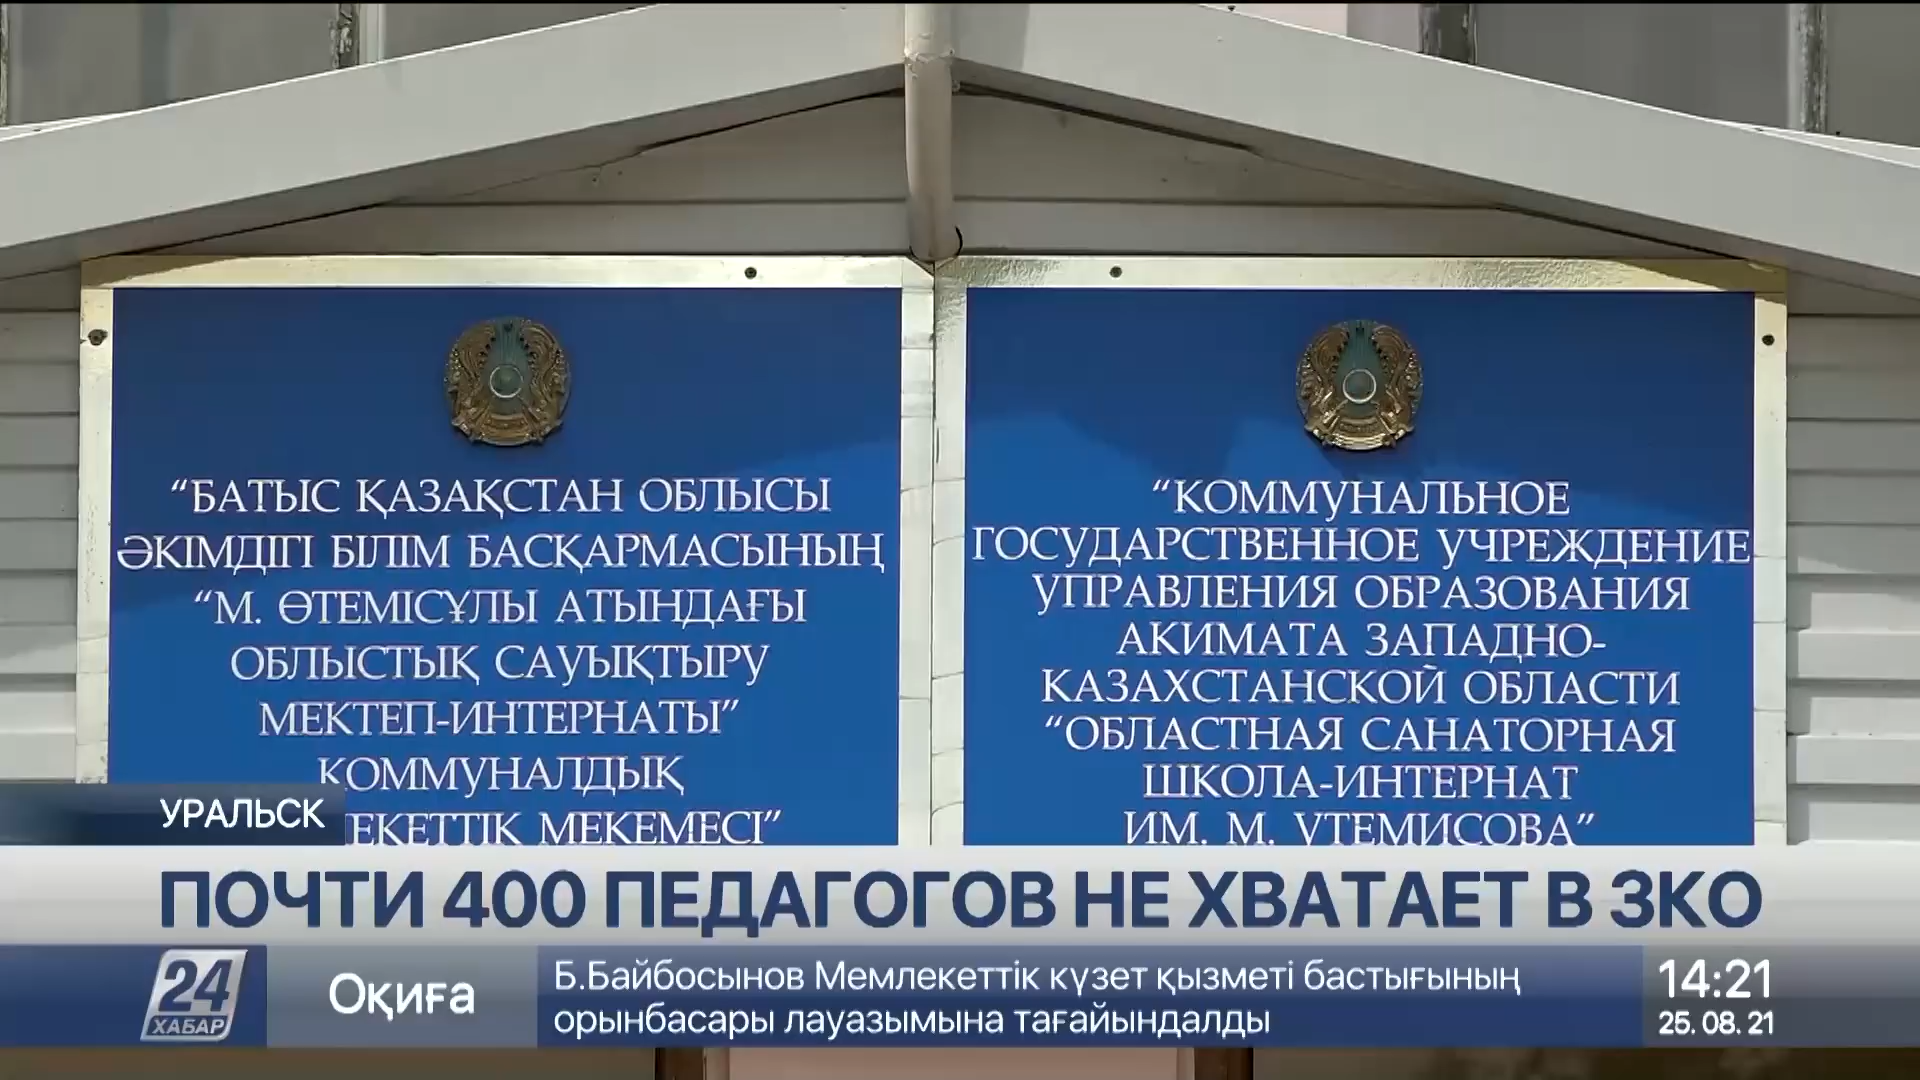 “БАТЫС ҚАЗАҚСТАН ОБЛЫСЫ
ӘКІМДІГІ БІЛІМ БАСҚАРМАСЫНЫҢ
“М. ӨТЕМІСҰЛЫ АТЫНДАҒЫ
ОБЛЫСТЫҚ САУЫҚТЫРУ
МЕКТЕП-ИНТЕРНАТЫ”
КОММУНАЛДЫҚ
ЕКЕТТІК МЕКЕМЕСІ”
“КОММУНАЛЬНОЕ
ГОСУДАРСТВЕННОЕ УЧРЕЖДЕНИЕ
УПРАВЛЕНИЯ ОБРАЗОВАНИЯ
АКИМАТА ЗАПАДНО-
КАЗАХСТАНСКОЙ ОБЛАСТИ
“ОБЛАСТНАЯ САНАТОРНАЯ
ШКОЛА-ИНТЕРНАТ
ИМ. М. УТЕМИСОВА”
УРАЛЬСК
ПОЧТИ 400 ПЕДАГОГОВ НЕ ХВАТАЕТ В ЗКО
24
ХАБАР
Оқиға
Б.Байбосынов Мемлекеттік күзет қызметі бастығының
орынбасары лауазымына тағайындалды
14:21
25. 08. 21